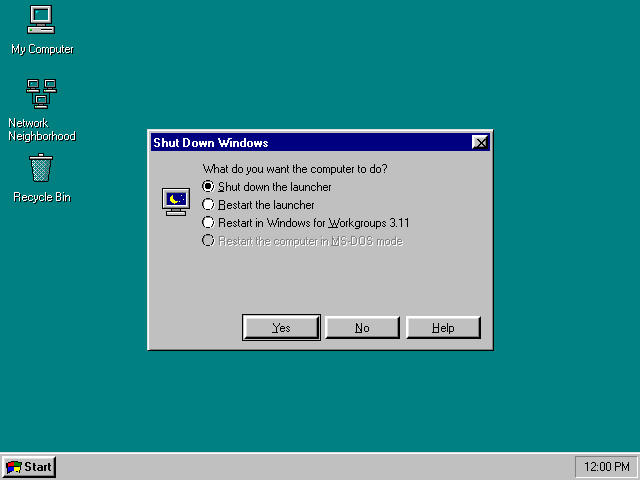 My Computer
Network
Neighborhood
Recycle Bin
Shut Down Windows
What do you want the computer to do?
Shut down the launcher
Restart the launcher
Restart in Windows for Workgroups 3.11
Restart the computer in MS-DOS mode
Yes
No
Help
Start
12:00 PM